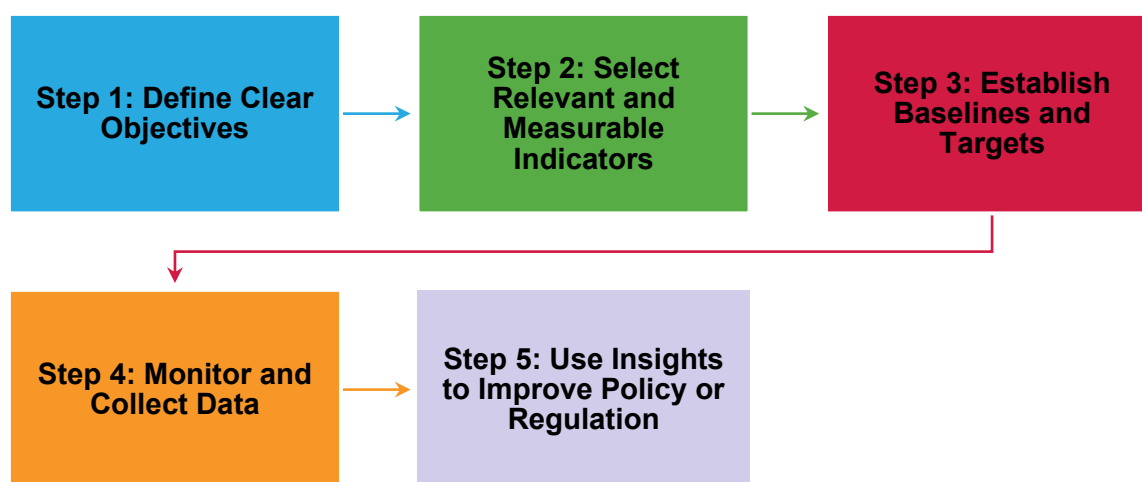 Step 1: Define Clear
Objectives
Step 2: Select
Relevant and
Measurable
Indicators
Step 3: Establish
Baselines and
Targets
Step 4: Monitor and
Collect Data
Step 5: Use Insights
to Improve Policy or
Regulation